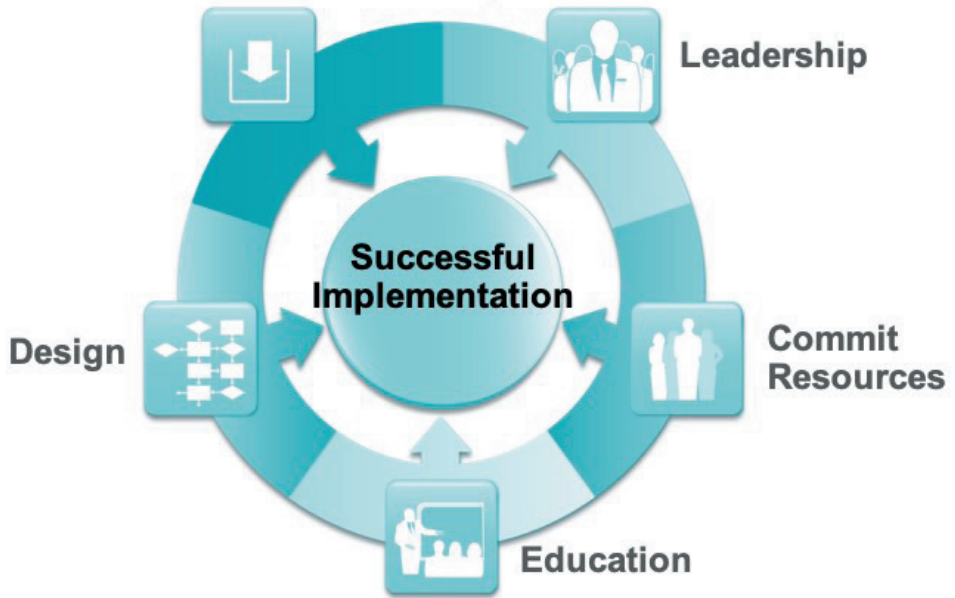 Leadership
Successful
Implementation
Design
Commit
Resources
Education